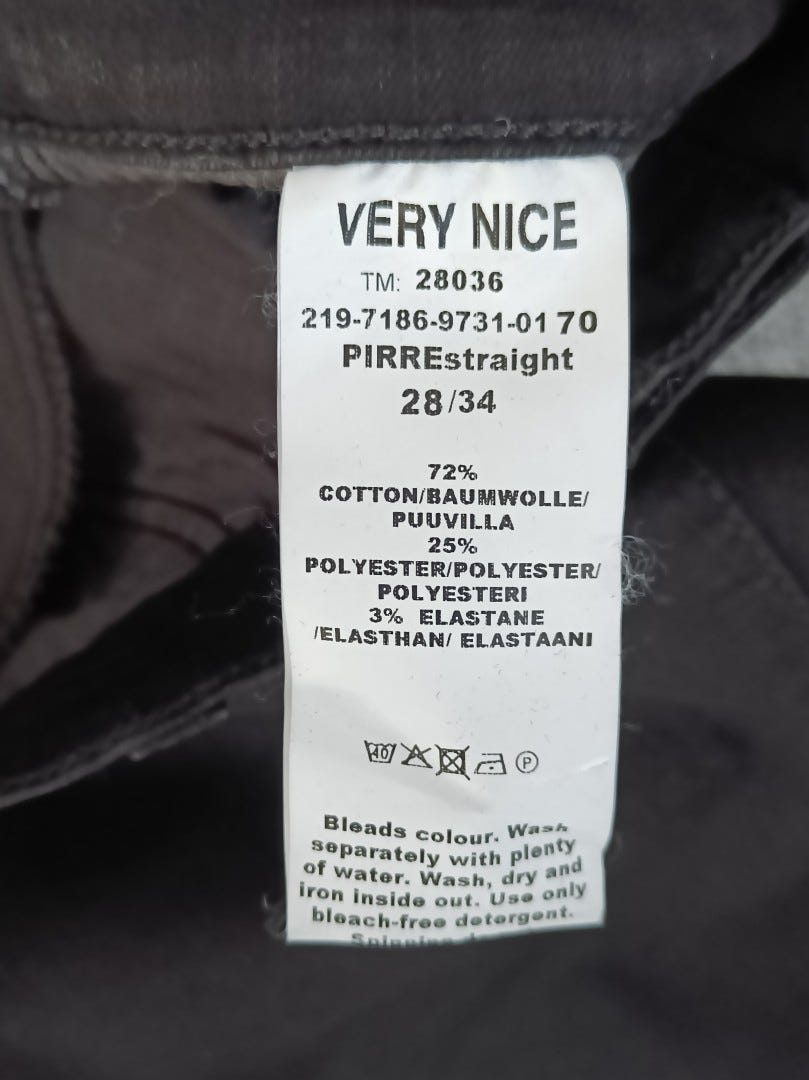 VERY NICE
TM: 28036
219-7186-9731-01 70
PIRREstraight
28/34
72%
COTTON/BAUMWOLLE/
PUUVILLA
25%
POLYESTER/POLYESTER/
POLYESTERI
3% ELASTANE
/ELASTHAN/ ELASTAANI
40
P
Bleads colour. Wash
separately with plenty
of water. Wash, dry and
iron inside out. Use only
bleach-free detergent.